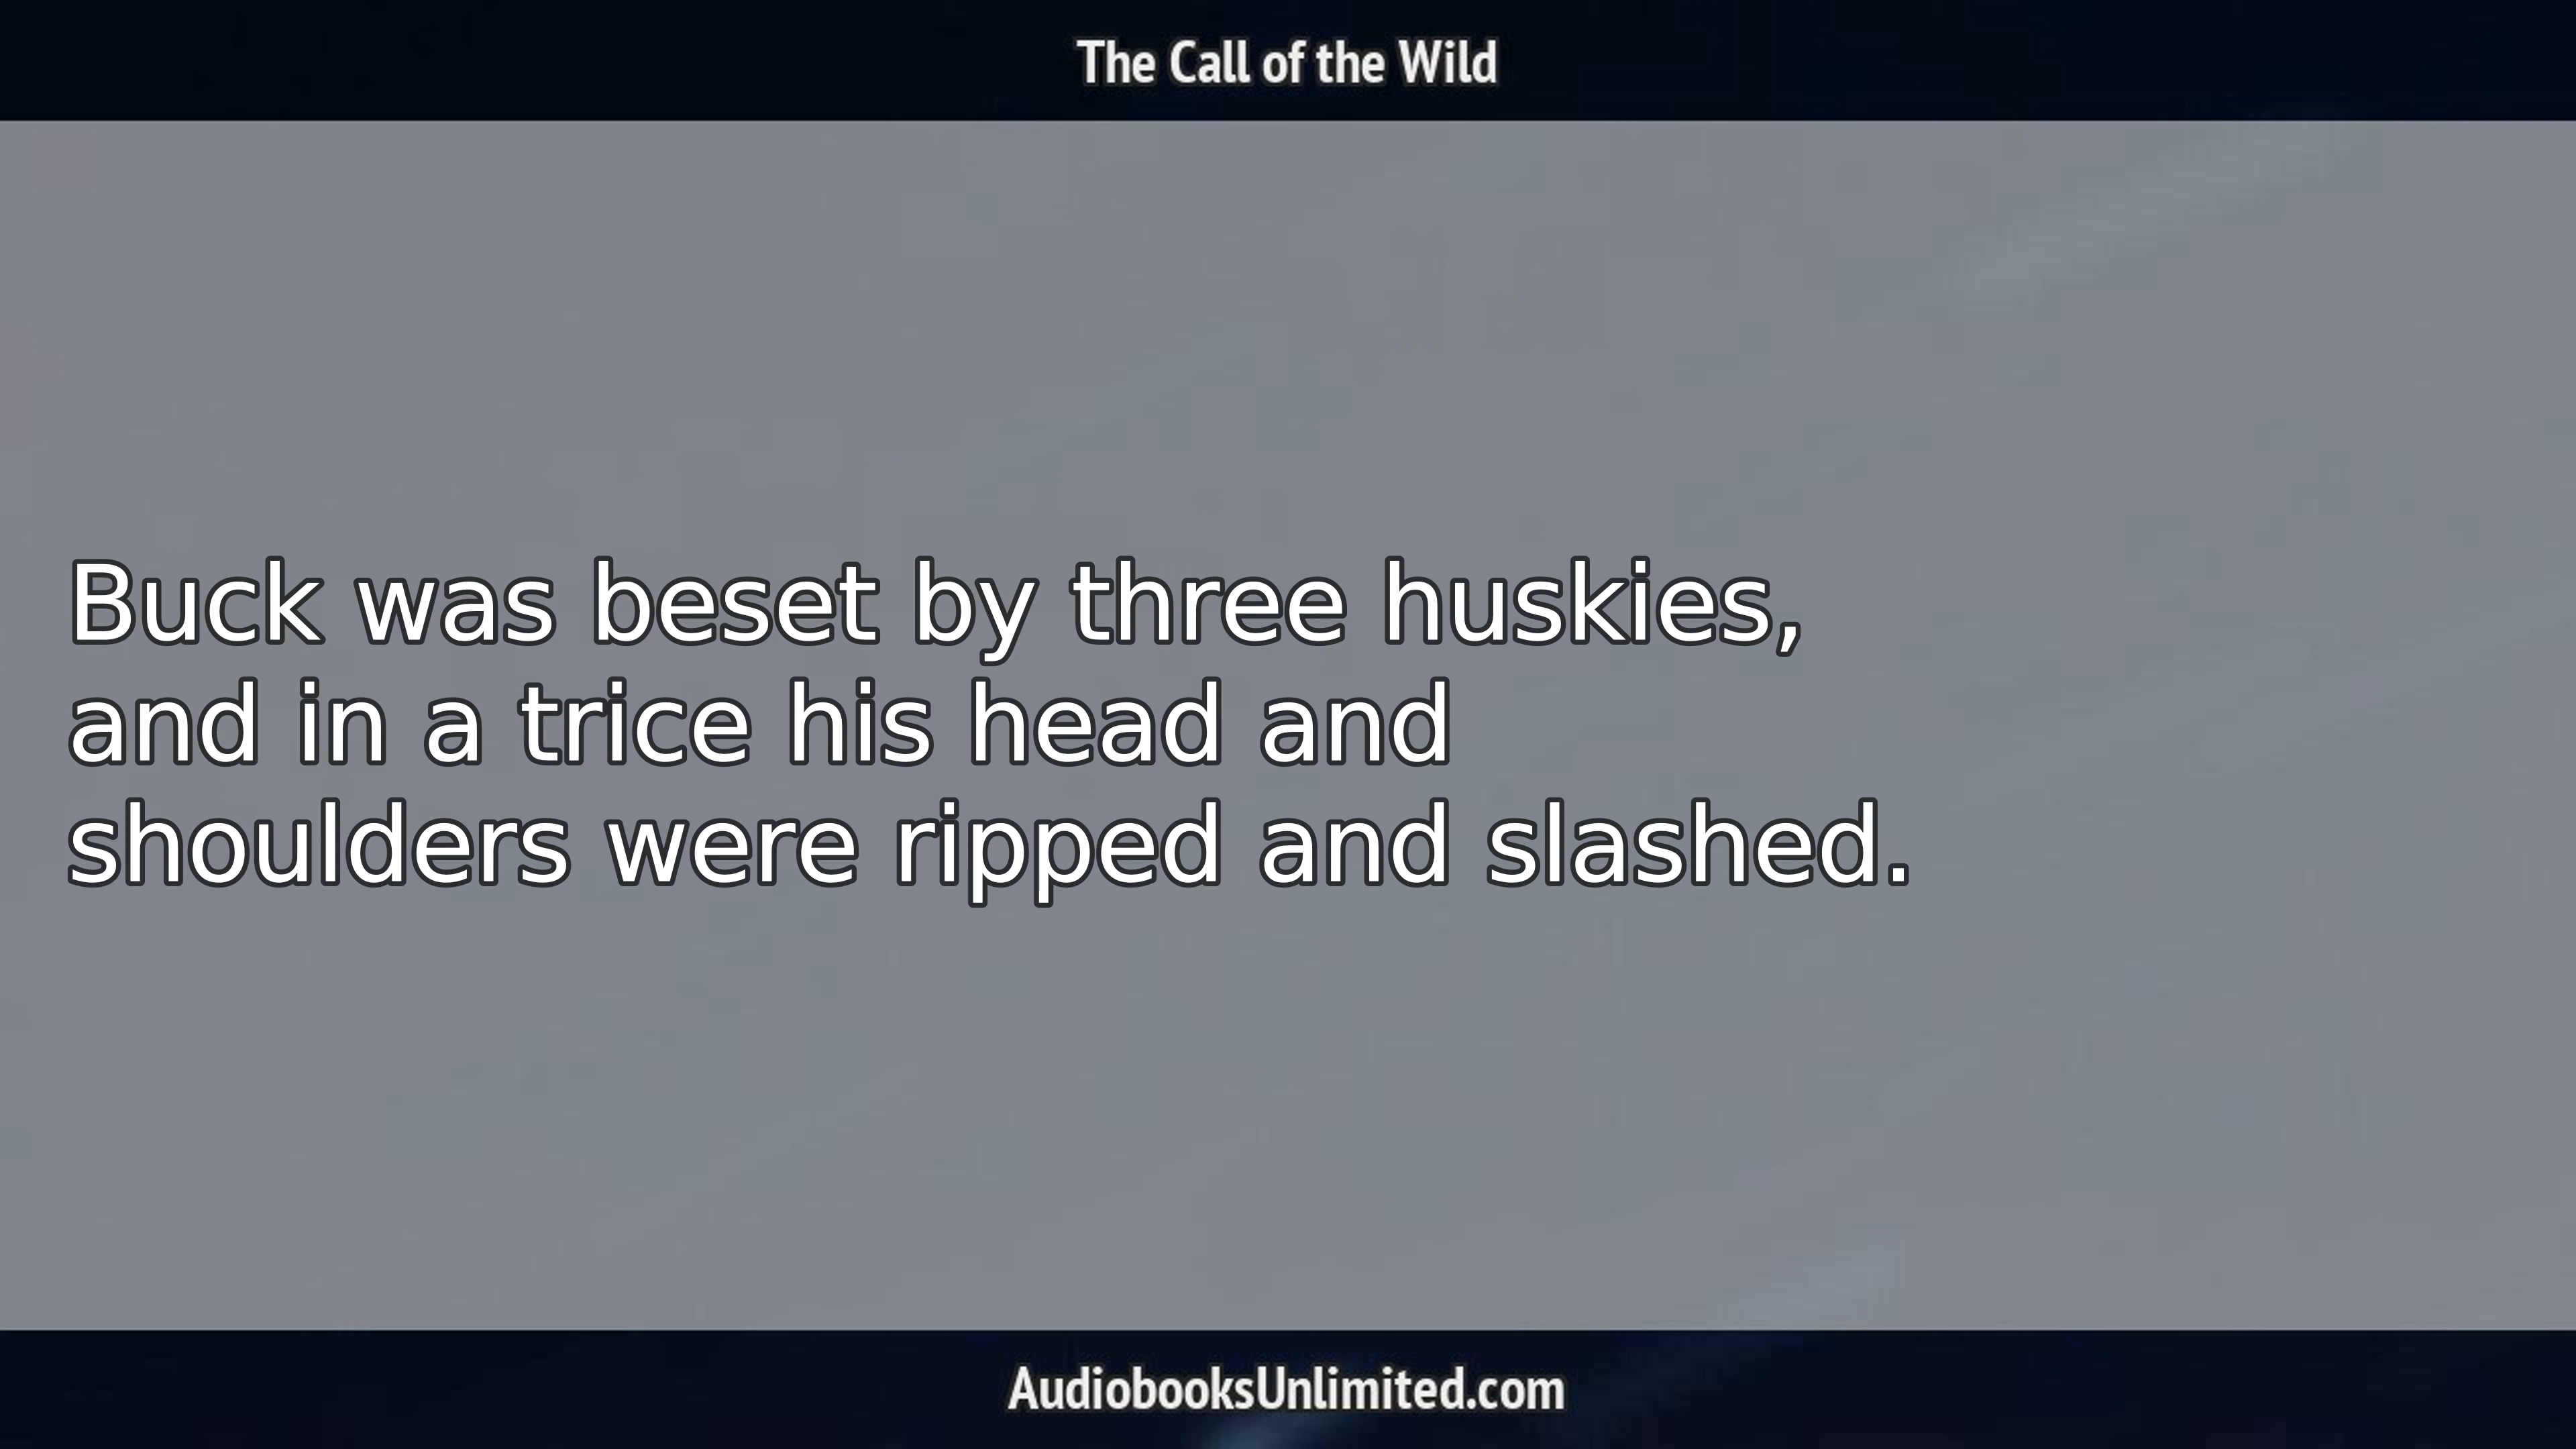 The Call of the Wild
Buck was beset by three huskies,
and in a trice his head and
shoulders were ripped and slashed.
AudiobooksUnlimited.com